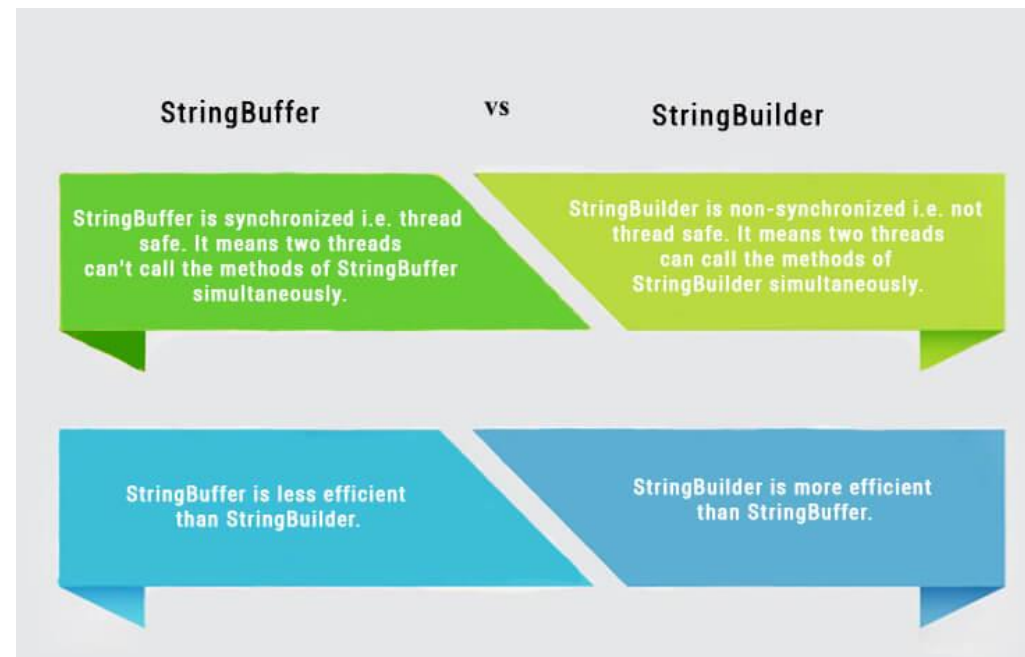 StringBuffer vs StringBuilder
StringBuffer is synchronized i.e. thread
safe. It means two threads
can't call the methods of StringBuffer
simultaneously.
StringBuilder is non-synchronized i.e. not
thread safe. It means two threads
can call the methods of
StringBuilder simultaneously.
StringBuffer is less efficient
than StringBuilder.
StringBuilder is more efficient
than StringBuffer.